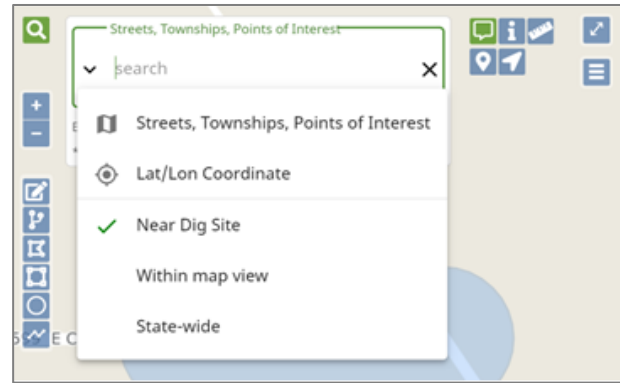 Streets, Townships, Points of Interest
search
Streets, Townships, Points of Interest
Lat/Lon Coordinate
Near Dig Site
Within map view
State-wide
E C